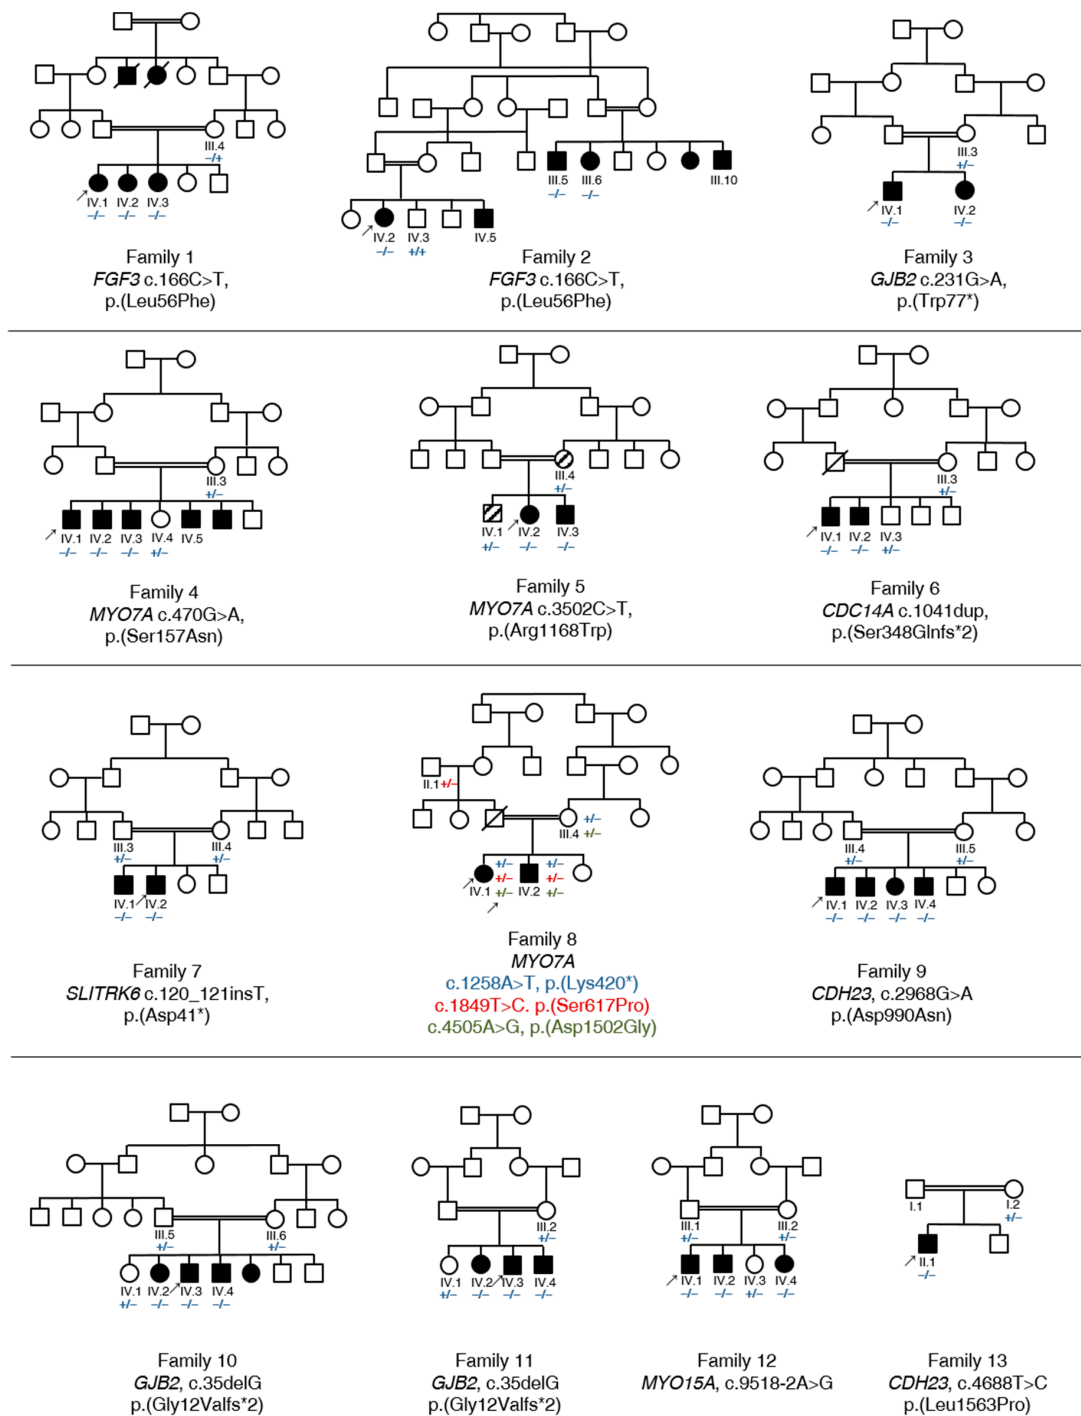 III.4
–/+
IV.1 IV.2 IV.3
–/– –/– –/–
Family 1
FGF3 c.166C>T,
p.(Leu56Phe)
III.5 III.6 III.10
–/– –/–
IV.2 IV.3 IV.5
–/– +/+
Family 2
FGF3 c.166C>T,
p.(Leu56Phe)
III.3
+/–
IV.1 IV.2
–/– –/–
Family 3
GJB2 c.231G>A,
p.(Trp77*)
III.3
+/–
IV.1 IV.2 IV.3 IV.4 IV.5
–/– –/– –/– +/–
Family 4
MYO7A c.470G>A,
p.(Ser157Asn)
III.4
+/–
IV.1 IV.2 IV.3
+/– –/– –/–
Family 5
MYO7A c.3502C>T,
p.(Arg1168Trp)
III.3
+/–
IV.1 IV.2 IV.3
–/– –/– +/–
Family 6
CDC14A c.1041dup,
p.(Ser348Glnfs*2)
III.3 III.4
+/– +/–
IV.1 IV.2
–/– –/–
Family 7
SLITRK6 c.120_121insT,
p.(Asp41*)
II.1 +/–
+/–
III.4 +/–
+/– +/–
+/– +/–
IV.1 +/– IV.2 +/–
Family 8
MYO7A
c.1258A>T, p.(Lys420*)
c.1849T>C. p.(Ser617Pro)
c.4505A>G, p.(Asp1502Gly)
III.4 III.5
+/– +/–
IV.1 IV.2 IV.3 IV.4
–/– –/– –/– –/–
Family 9
CDH23, c.2968G>A
p.(Asp990Asn)
III.5 III.6
+/– +/–
IV.1 IV.2 IV.3 IV.4
+/– –/– –/– –/–
Family 10
GJB2, c.35delG
p.(Gly12Valfs*2)
III.2
+/–
IV.1 IV.2 IV.3 IV.4
+/– –/– –/– –/–
Family 11
GJB2, c.35delG
p.(Gly12Valfs*2)
III.1 III.2
+/– +/–
IV.1 IV.2 IV.3 IV.4
–/– –/– +/– –/–
Family 12
MYO15A, c.9518-2A>G
I.1 I.2
+/–
II.1
–/–
Family 13
CDH23, c.4688T>C
p.(Leu1563Pro)